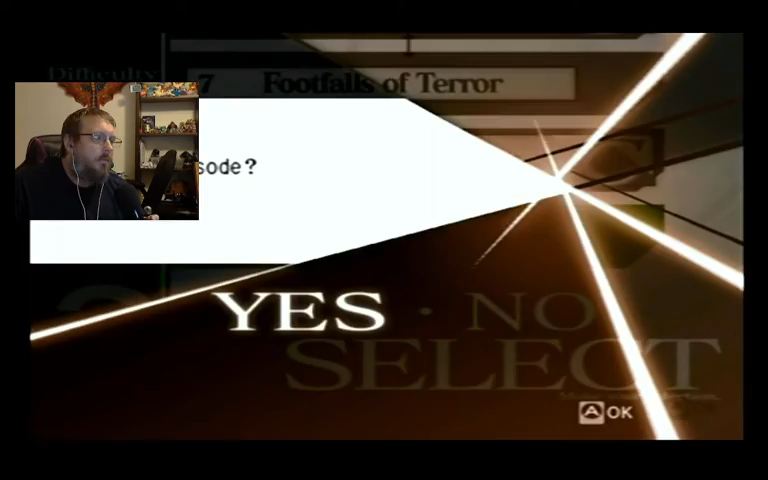 Difficulty
7 Footfalls of Terror
sode?
YES · NO
SELECT
A OK